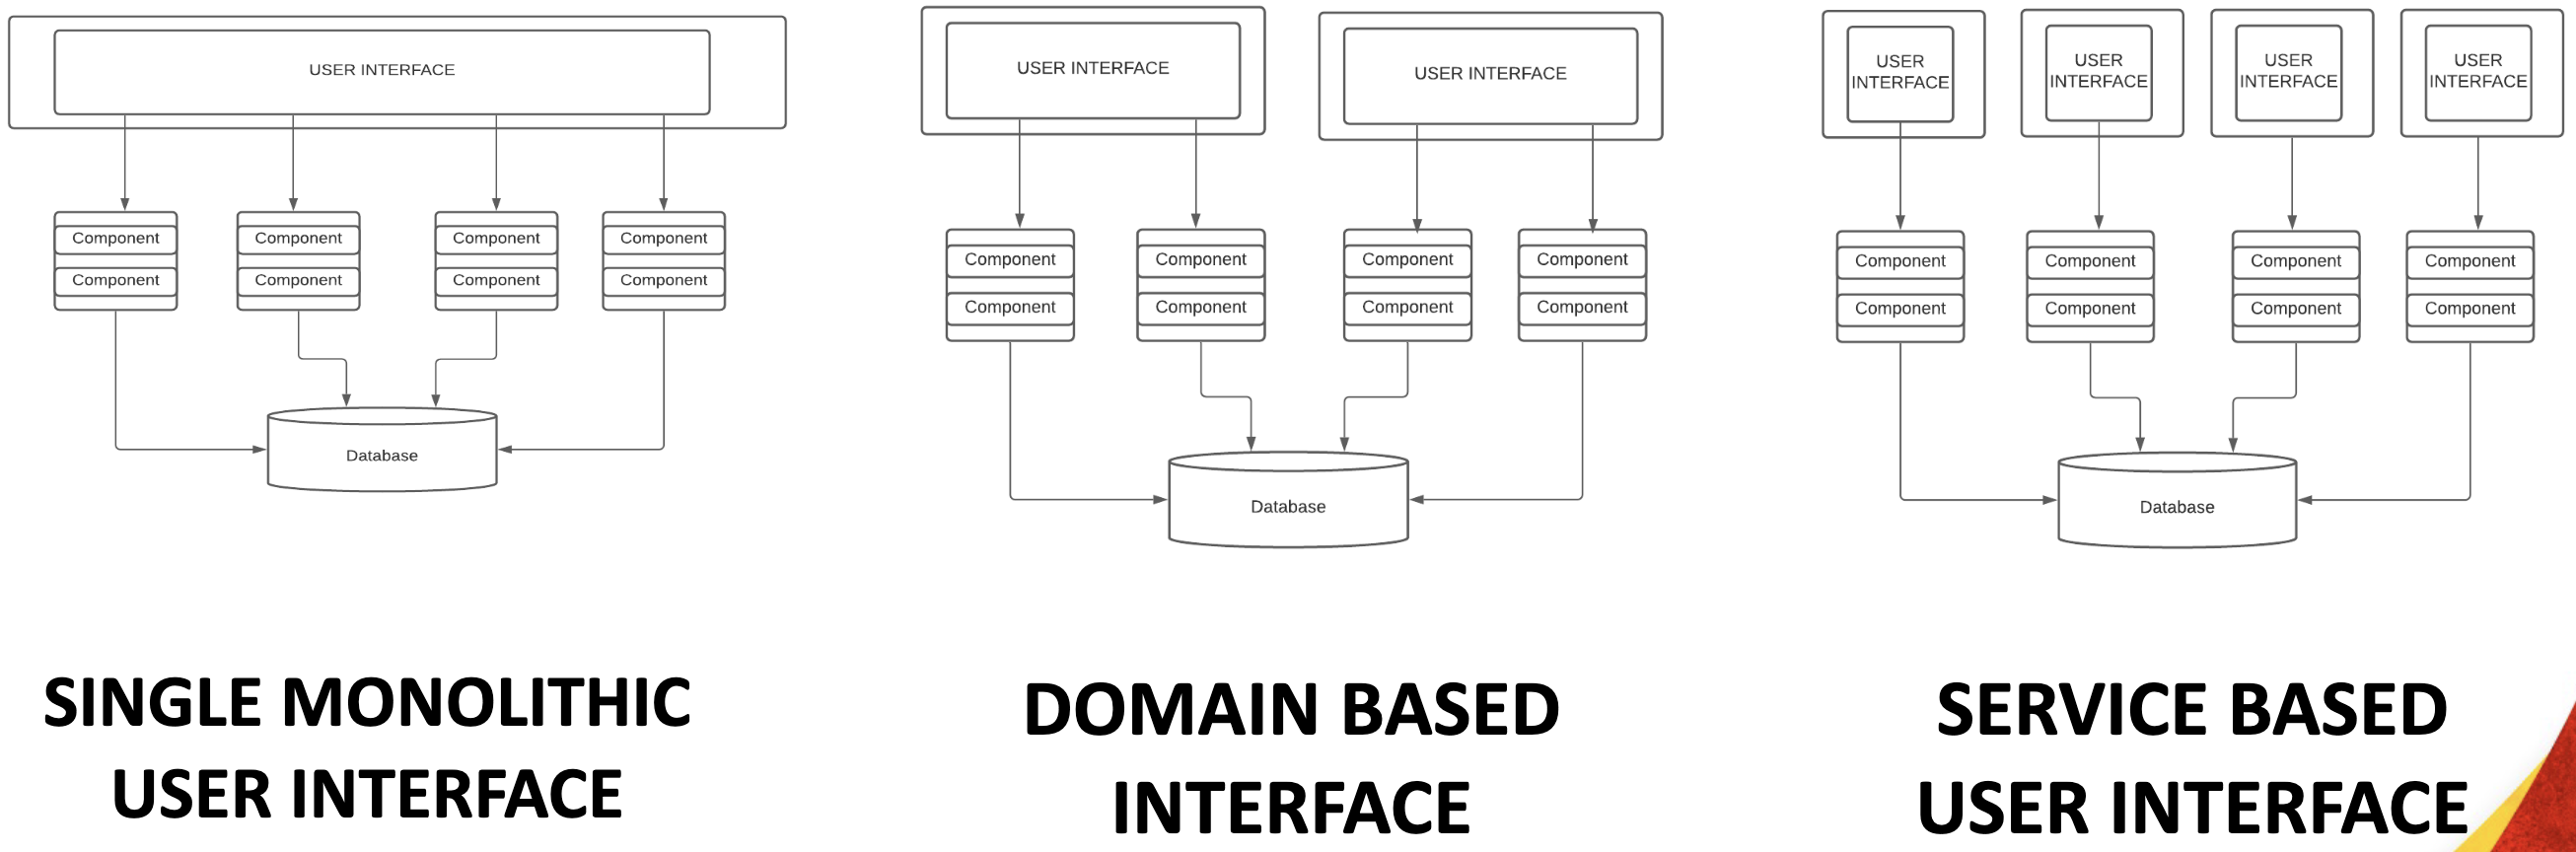 USER INTERFACE
Component
Component
Component
Component
Component
Component
Component
Component
Database
SINGLE MONOLITHIC
USER INTERFACE
USER INTERFACE
USER INTERFACE
Component
Component
Component
Component
Component
Component
Component
Component
Database
DOMAIN BASED
INTERFACE
USER
INTERFACE
USER
INTERFACE
USER
INTERFACE
USER
INTERFACE
Component
Component
Component
Component
Component
Component
Component
Component
Database
SERVICE BASED
USER INTERFACE